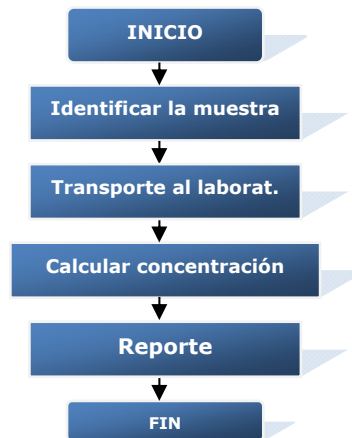 INICIO
Identificar la muestra
Transporte al laborat.
Calcular concentración
Reporte
FIN